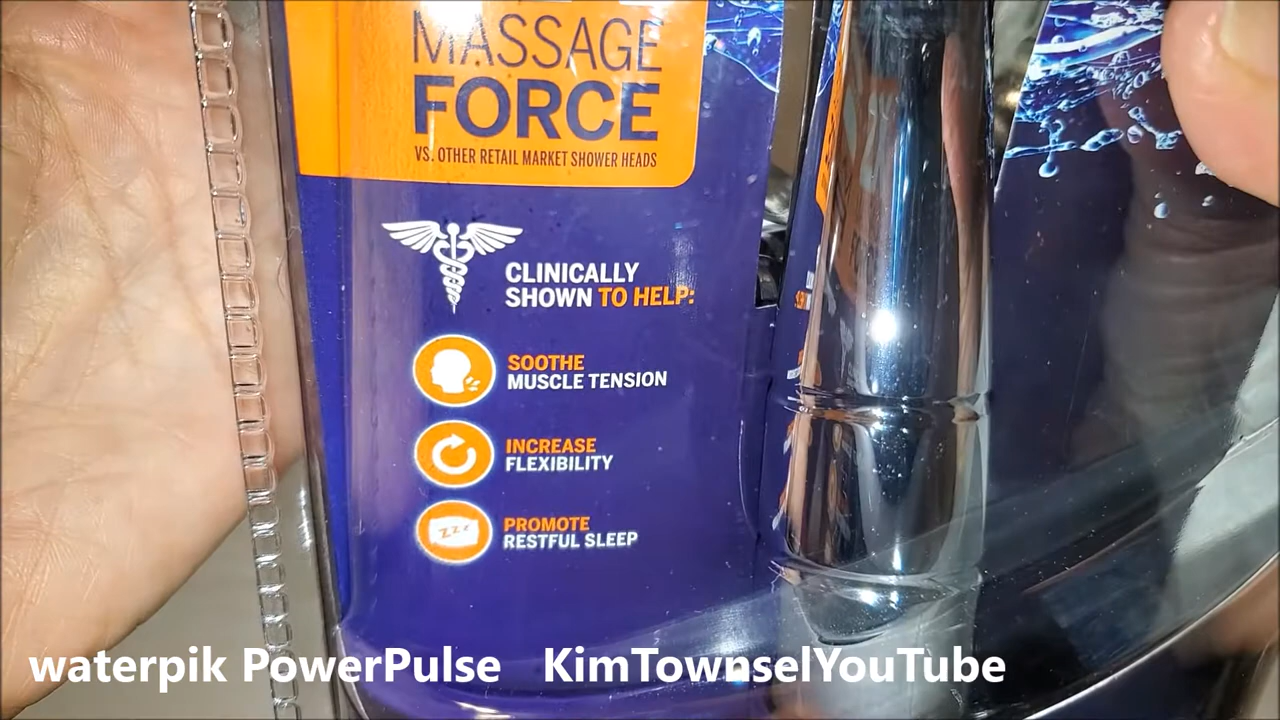 MASSAGE
FORCE
VS. OTHER RETAIL MARKET SHOWER HEADS
CLINICALLY
SHOWN TO HELP:
SOOTHE
MUSCLE TENSION
INCREASE
FLEXIBILITY
ZZZ
PROMOTE
RESTFUL SLEEP
waterpik PowerPulse KimTownselYouTube